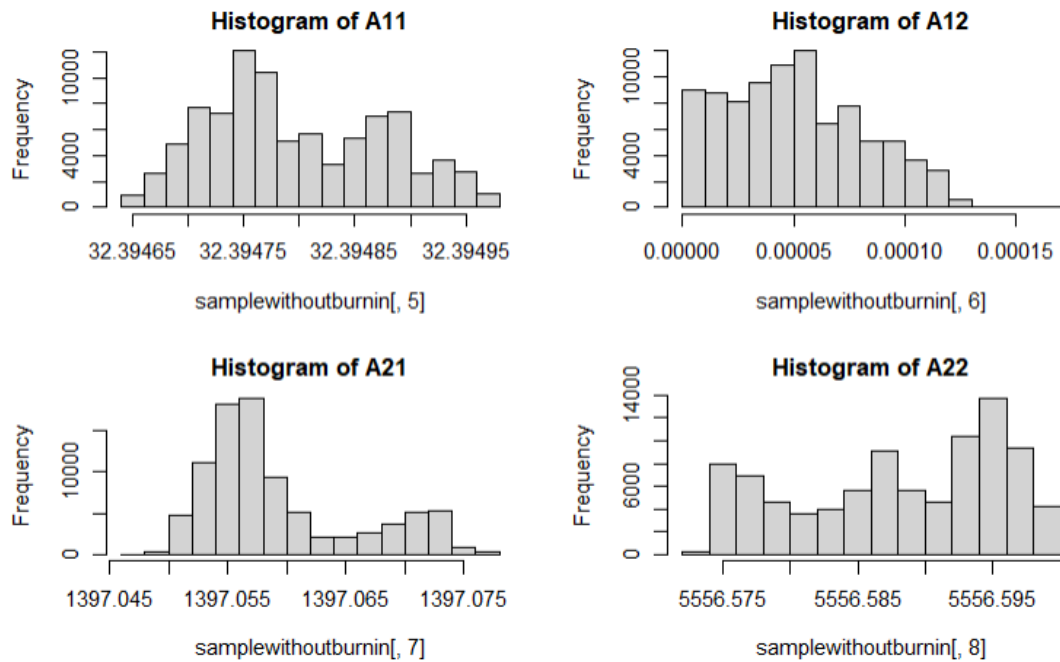 Histogram of A11
Frequency
0 4000 10000
32.39465 32.39475 32.39485 32.39495
samplewithoutburnin[, 5]
Histogram of A12
Frequency
0 4000 10000
0.00000 0.00005 0.00010 0.00015
samplewithoutburnin[, 6]
Histogram of A21
Frequency
0 10000
1397.045 1397.055 1397.065 1397.075
samplewithoutburnin[, 7]
Histogram of A22
Frequency
0 6000 14000
5556.575 5556.585 5556.595
samplewithoutburnin[, 8]